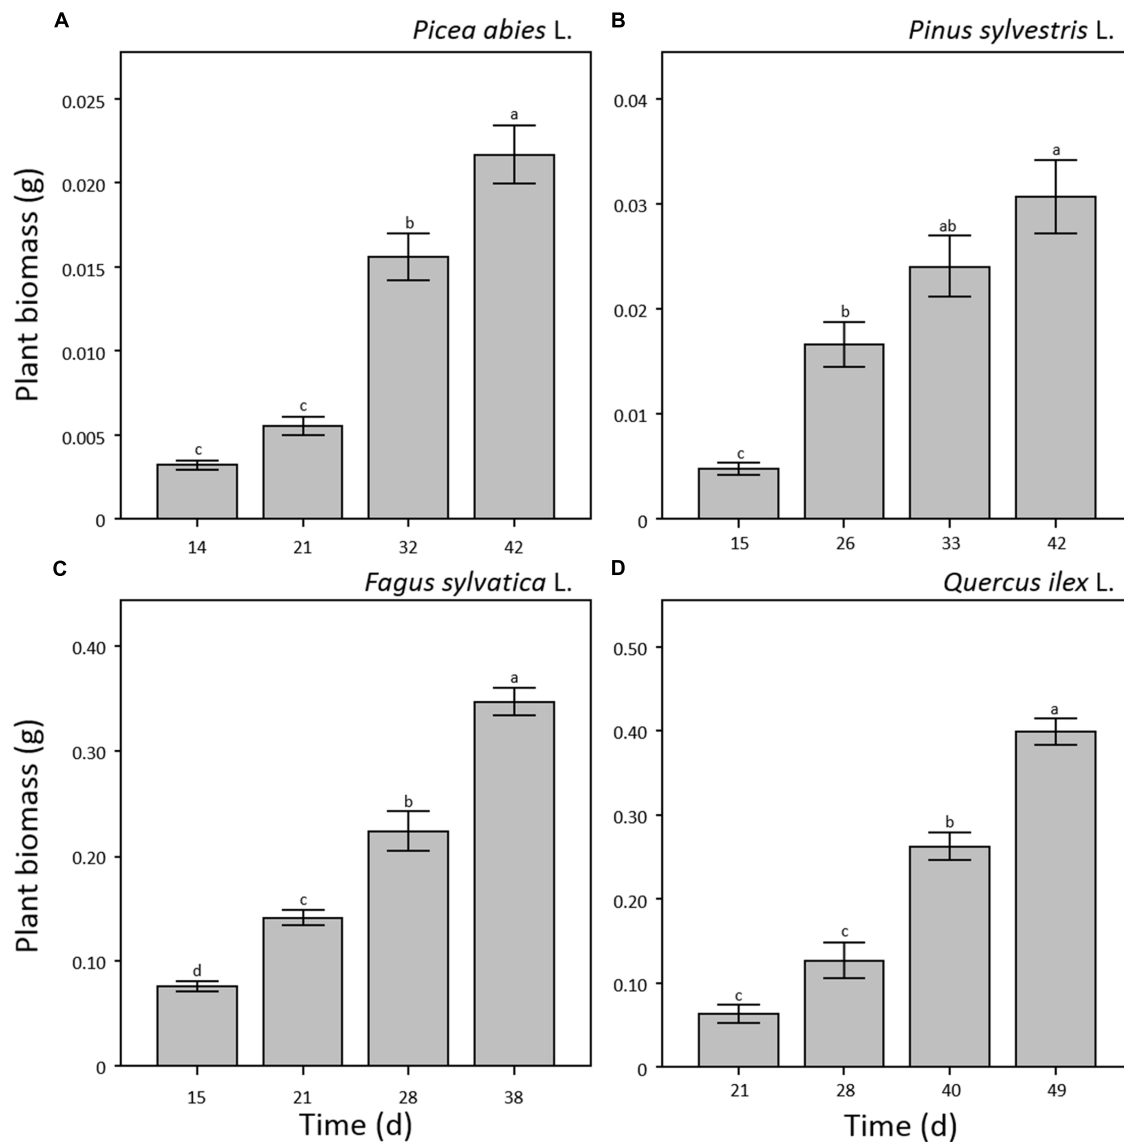 A
Picea abies L.
Plant biomass (g)
0.025
0.020
0.015
0.010
0.005
0
a
b
c
c
14 21 32 42
B
Pinus sylvestris L.
0.04
0.03
0.02
0.01
0
a
ab
b
c
15 26 33 42
C
Fagus sylvatica L.
Plant biomass (g)
0.40
0.30
0.20
0.10
0
a
b
c
d
15 21 28 38
Time (d)
D
Quercus ilex L.
0.50
0.40
0.30
0.20
0.10
0
a
b
c
c
21 28 40 49
Time (d)